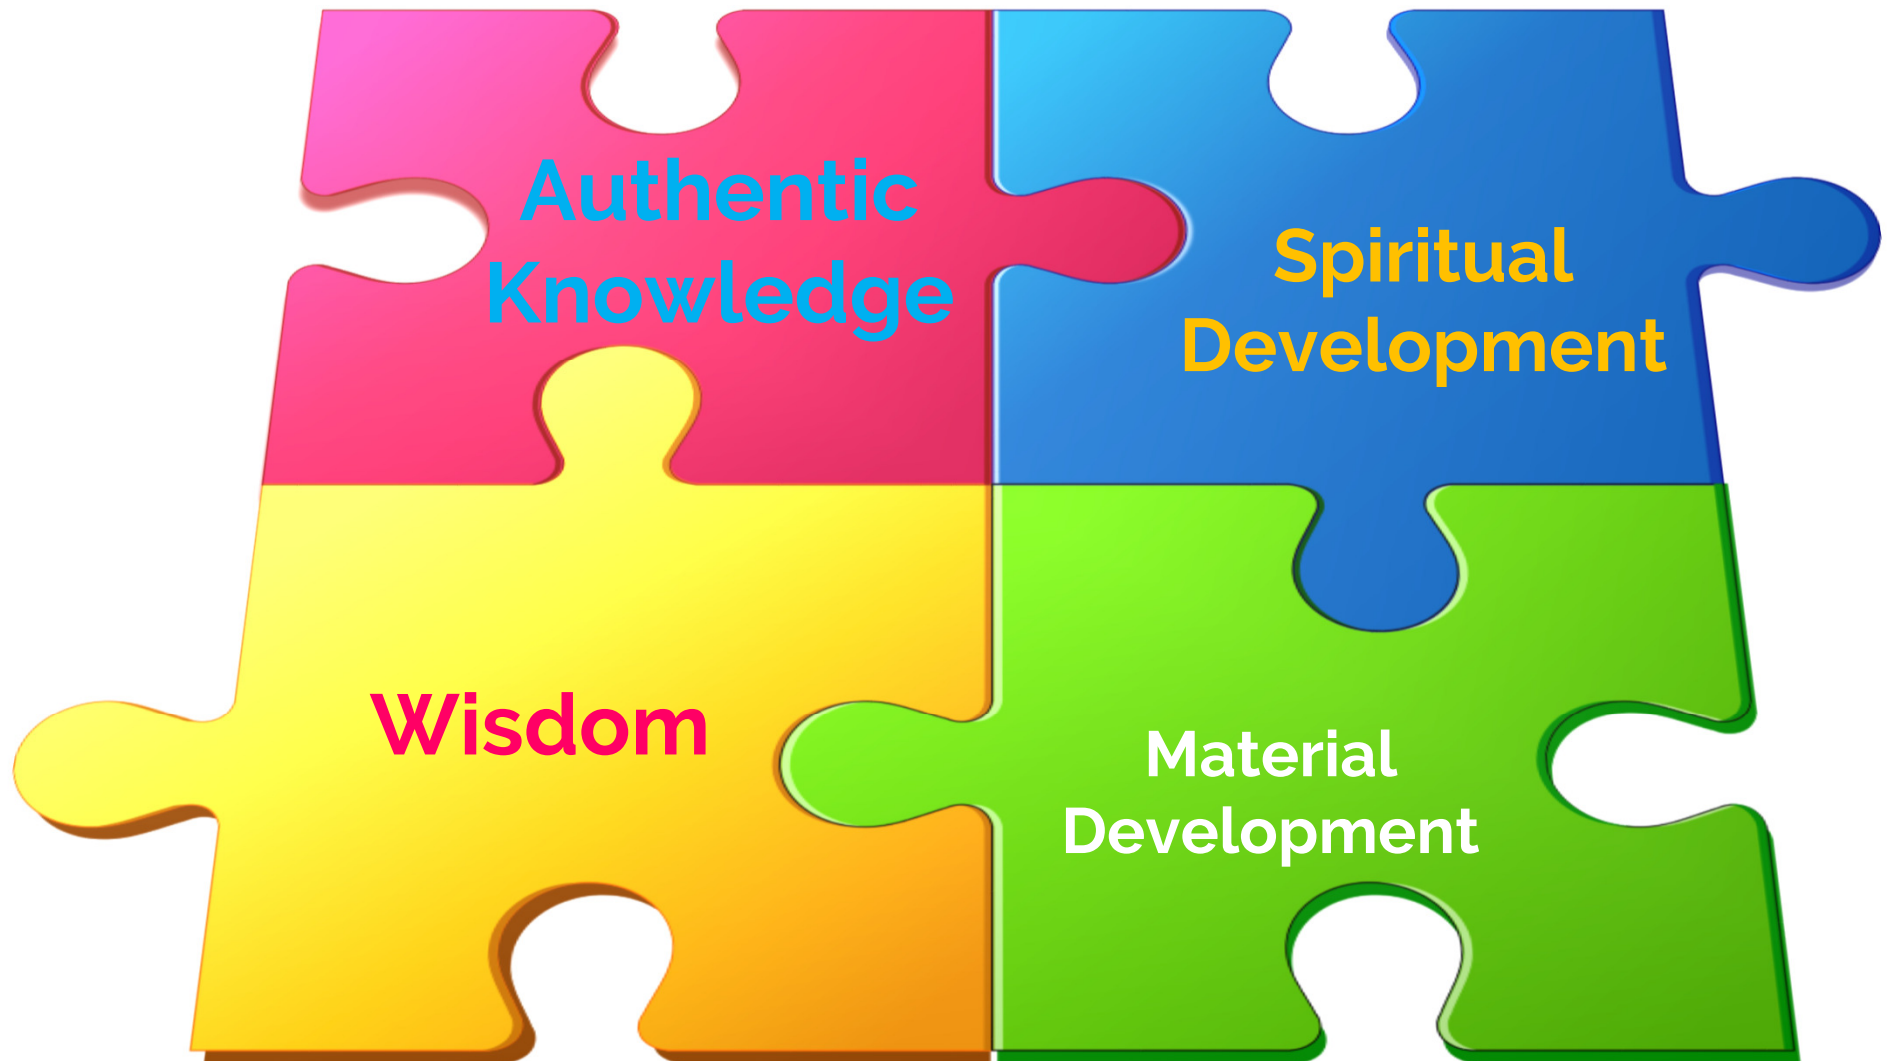 Authentic
Knowledge
Spiritual
Development
Wisdom
Material
Development